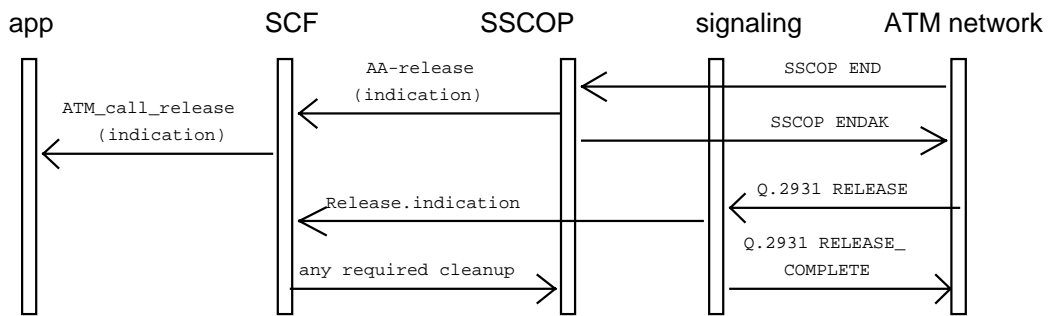 app SCF SSCOP signaling ATM network
AA-release
(indication)
SSCOP END
ATM_call_release
(indication)
SSCOP ENDAK
Release.indication
Q.2931 RELEASE
any required cleanup
Q.2931 RELEASE_
COMPLETE